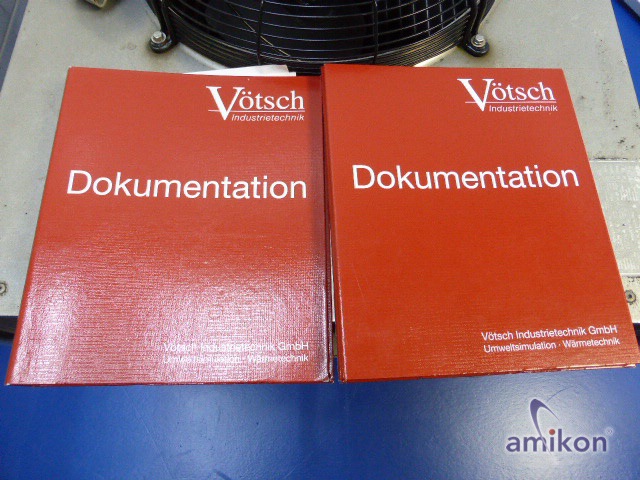 Vötsch
Industrietechnik
Dokumentation
Vötsch Industrietechnik GmbH
Umweltsimulation · Wärmetechnik
Vötsch
Industrietechnik
Dokumentation
Vötsch Industrietechnik GmbH
Umweltsimulation · Wärmetechnik
amikon®